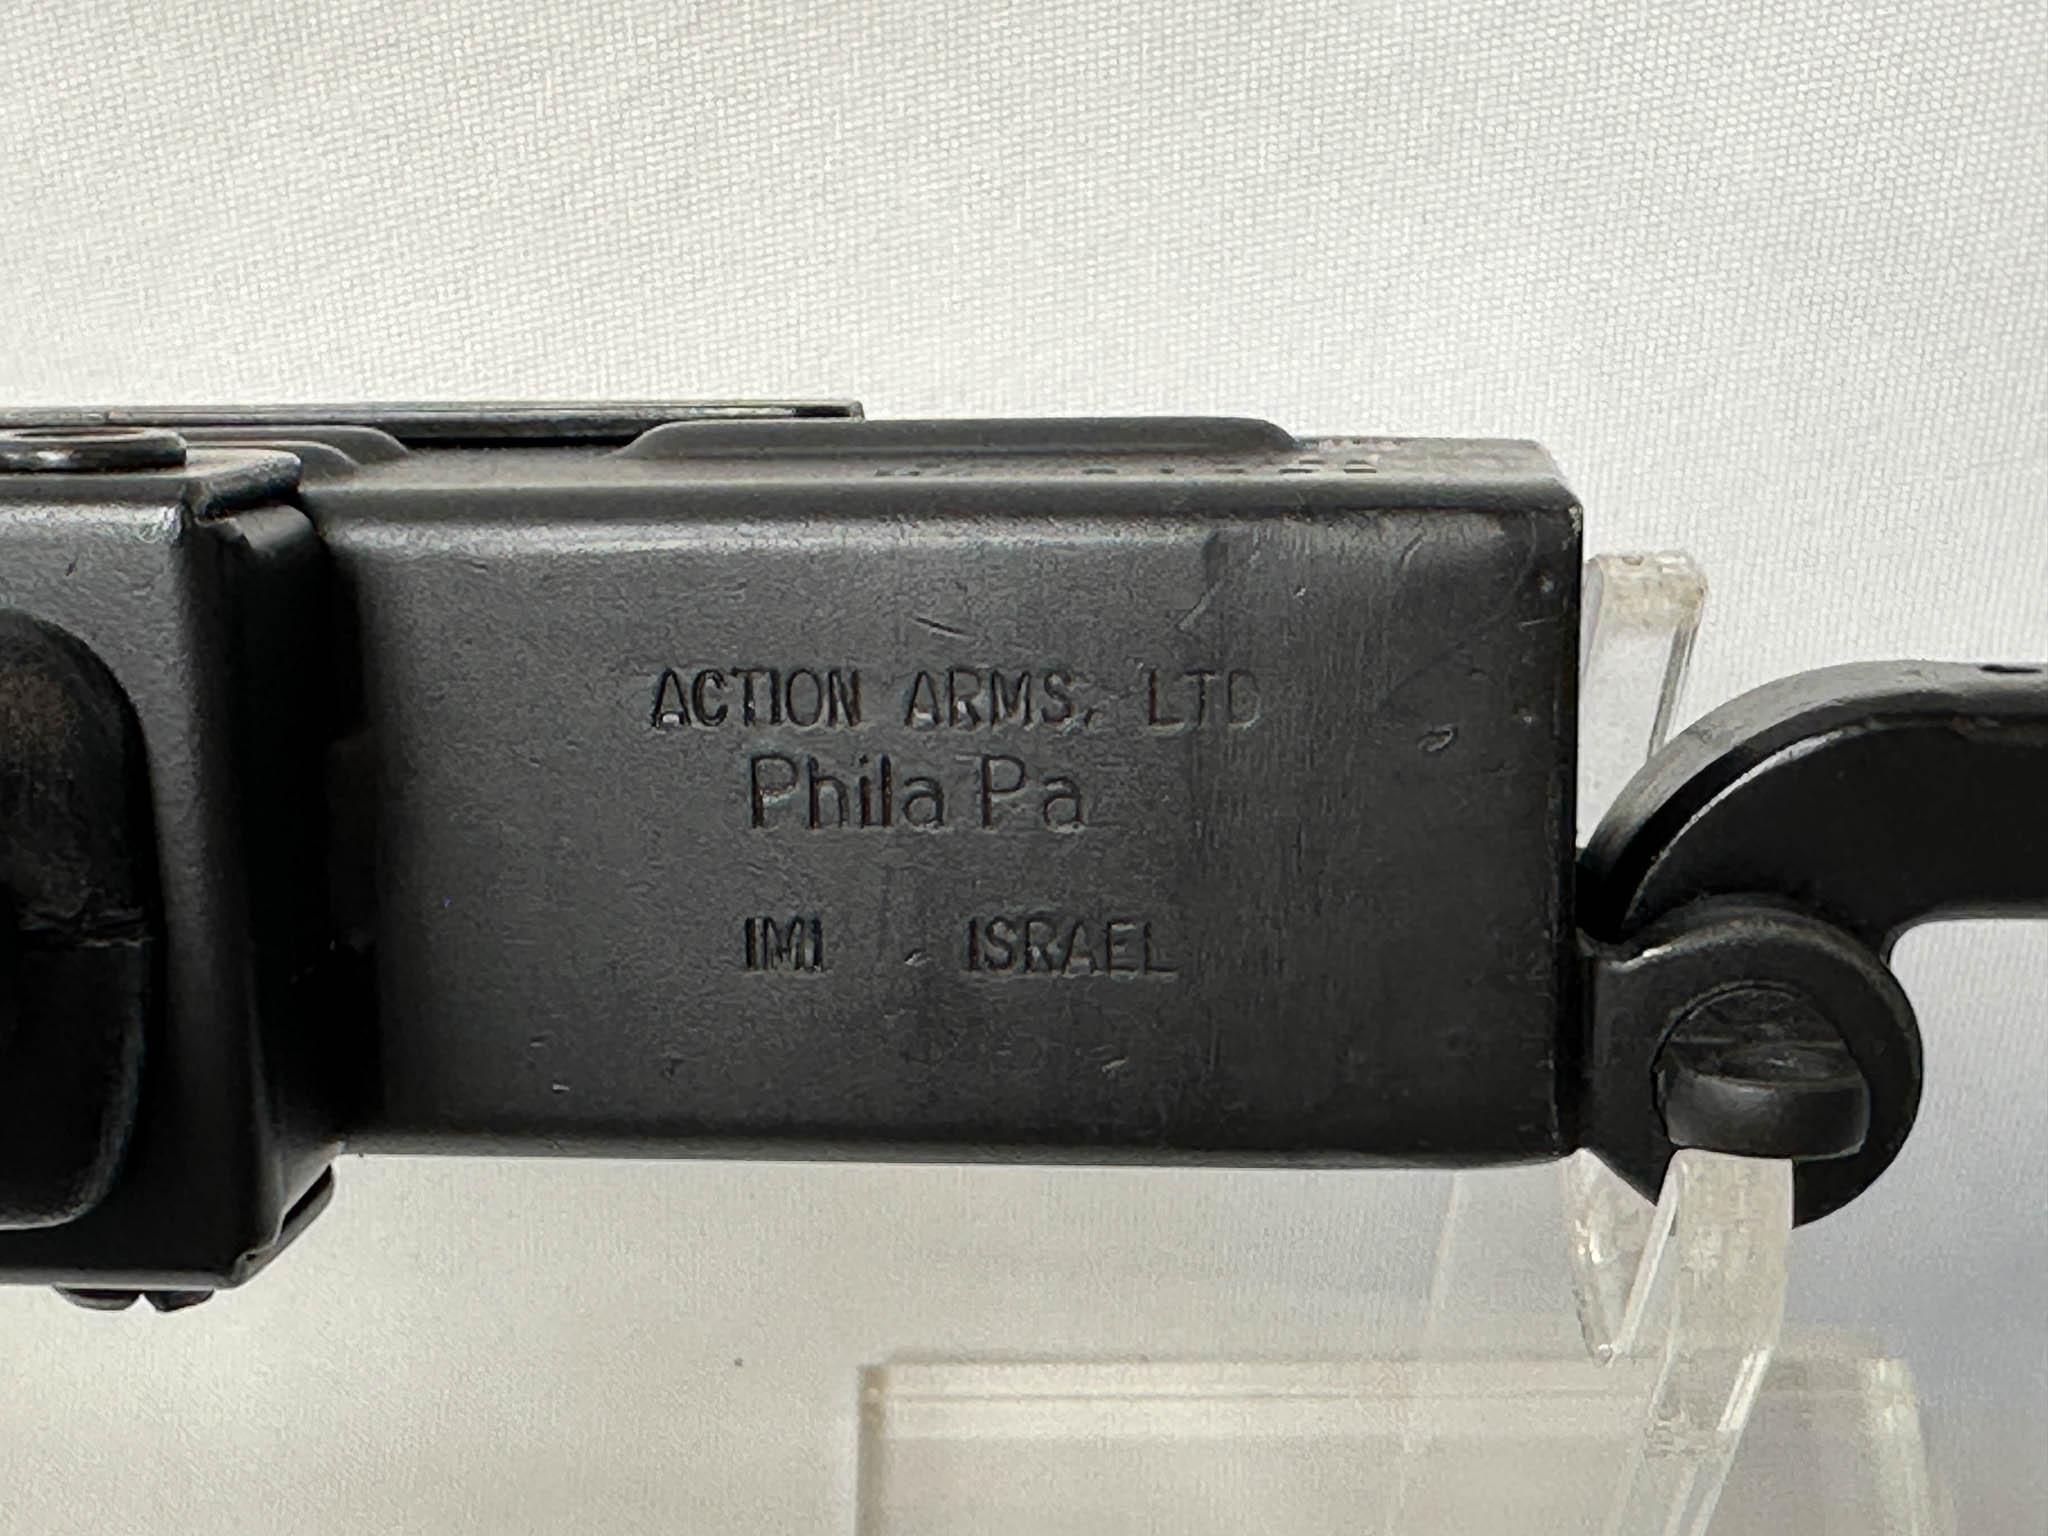 ACTION ARMS, LTD
Phila Pa
IMI ISRAEL